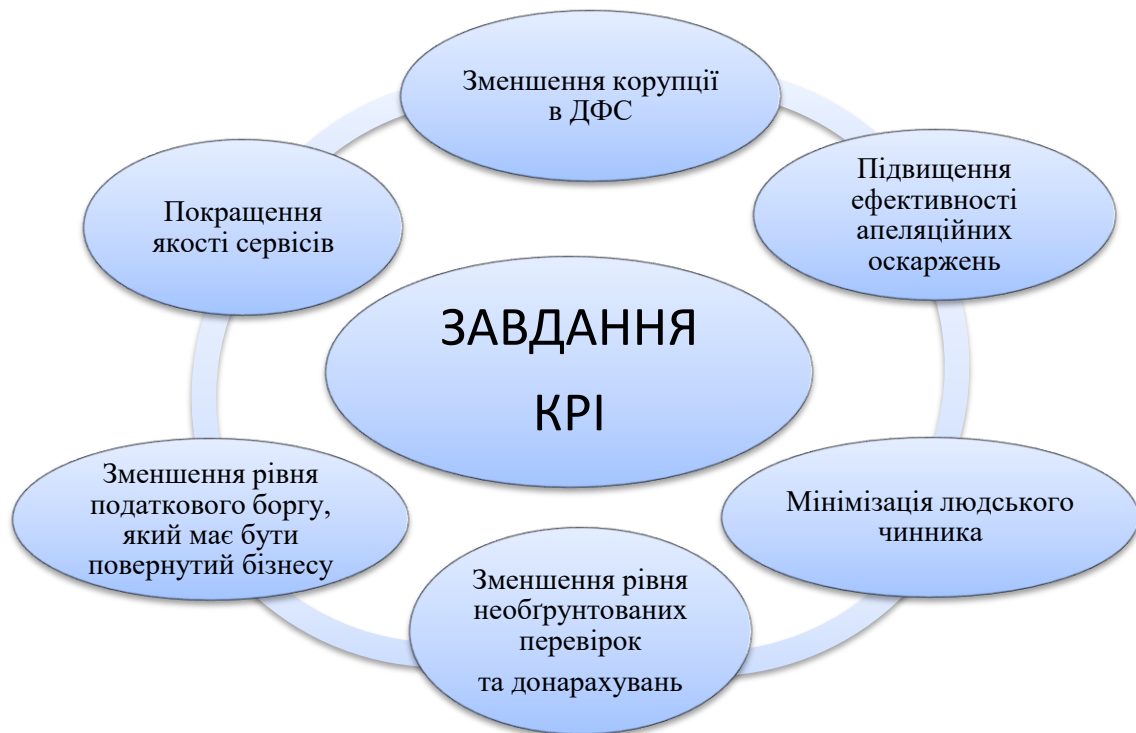 Зменшення корупції
в ДФС
Підвищення
ефективності
апеляційних
оскаржень
Покращення
якості сервісів
ЗАВДАННЯ
КРІ
Зменшення рівня
податкового боргу,
який має бути
повернутий бізнесу
Мінімізація людського
чинника
Зменшення рівня
необґрунтованих
перевірок
та донарахувань